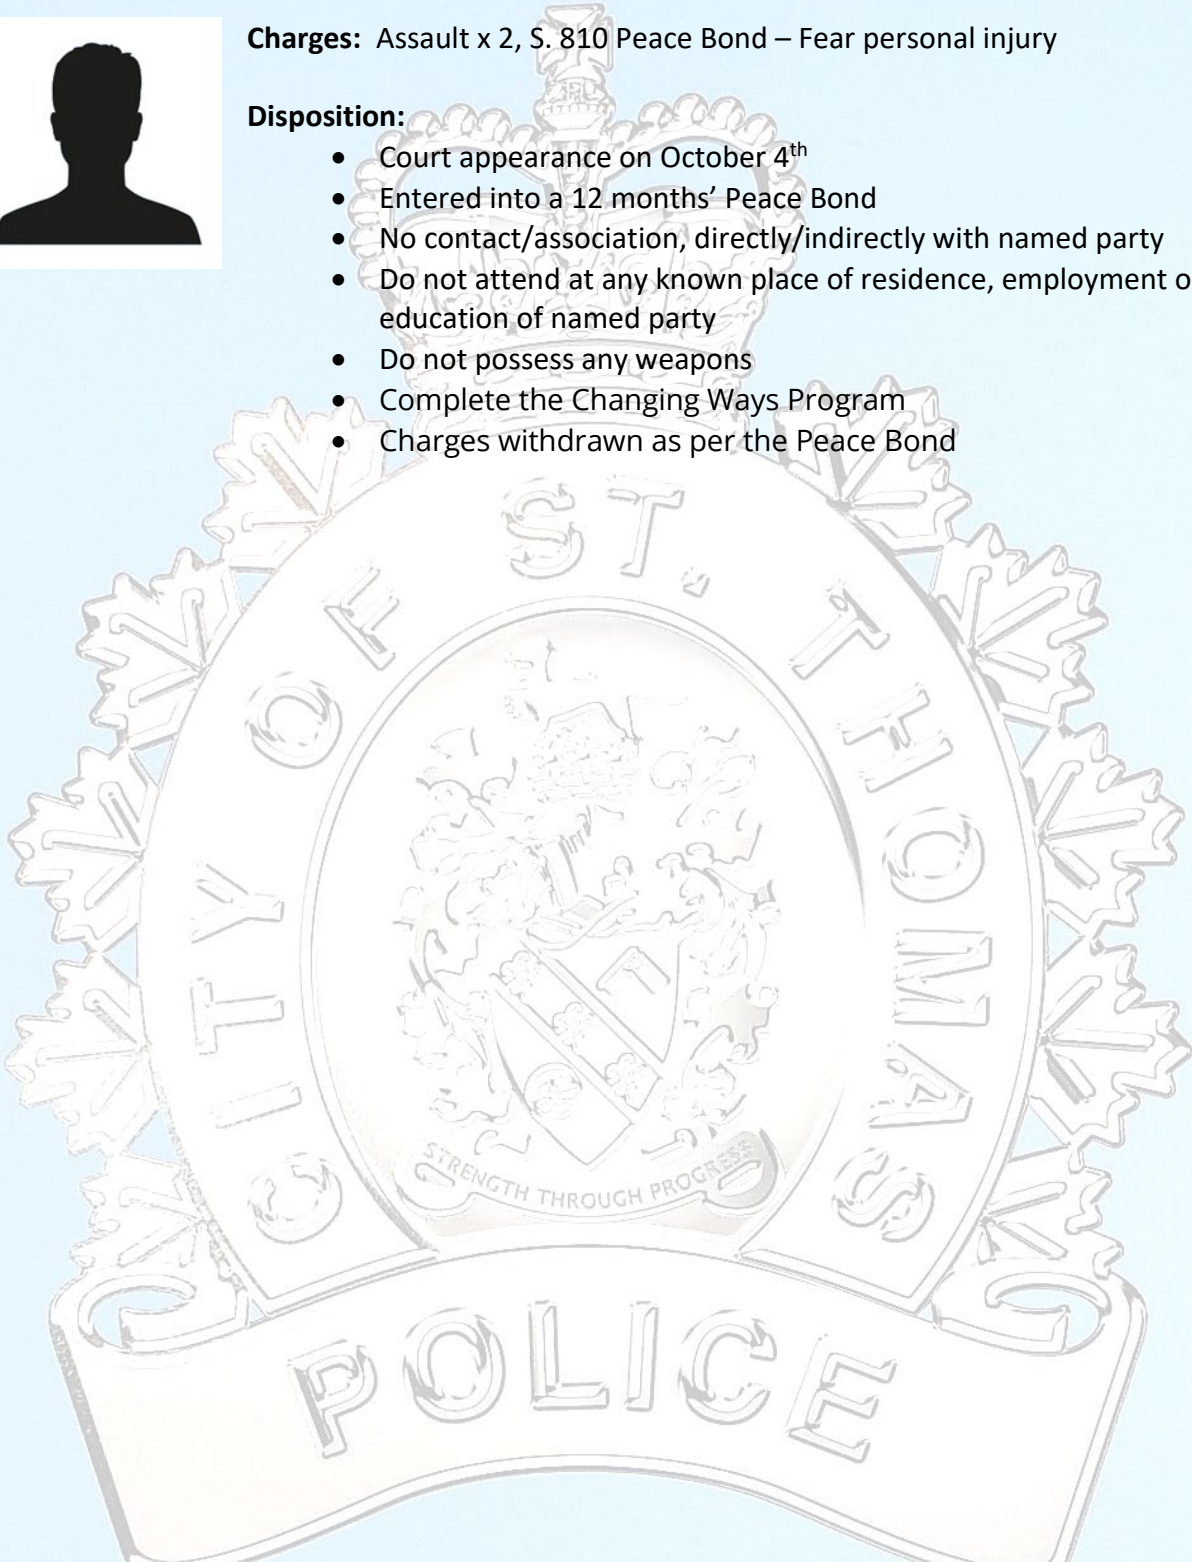 Charges: Assault x 2, S. 810 Peace Bond – Fear personal injury
Disposition:
• Court appearance on October 4th
• Entered into a 12 months’ Peace Bond
• No contact/association, directly/indirectly with named party
• Do not attend at any known place of residence, employment o
education of named party
• Do not possess any weapons
• Complete the Changing Ways Program
• Charges withdrawn as per the Peace Bond
CITY OF ST. THOMAS
STRENGTH THROUGH PROGRESS
POLICE